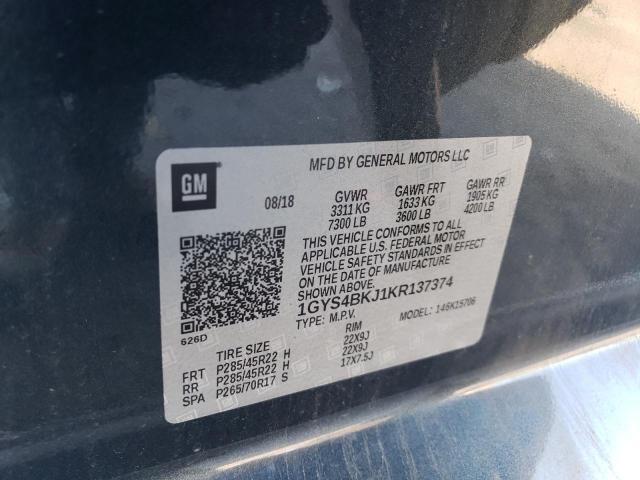 MFD BY GENERAL MOTORS LLC
GM
08/18 GVWR GAWR FRT GAWR RR
3311 KG 1633 KG 1905 KG
7300 LB 3600 LB 4200 LB
THIS VEHICLE CONFORMS TO ALL
APPLICABLE U.S. FEDERAL MOTOR
VEHICLE SAFETY STANDARDS IN
EFFECT ON THE DATE OF MANUFACTURE
SHOWN ABOVE.
1GYS4BKJ1KR137374
626D TYPE: M.P.V. MODEL: 146K15706
TIRE SIZE RIM
FRT P285/45R22 H 22X9J
RR P285/45R22 H 22X9J
SPA P265/70R17 S 17X7.5J